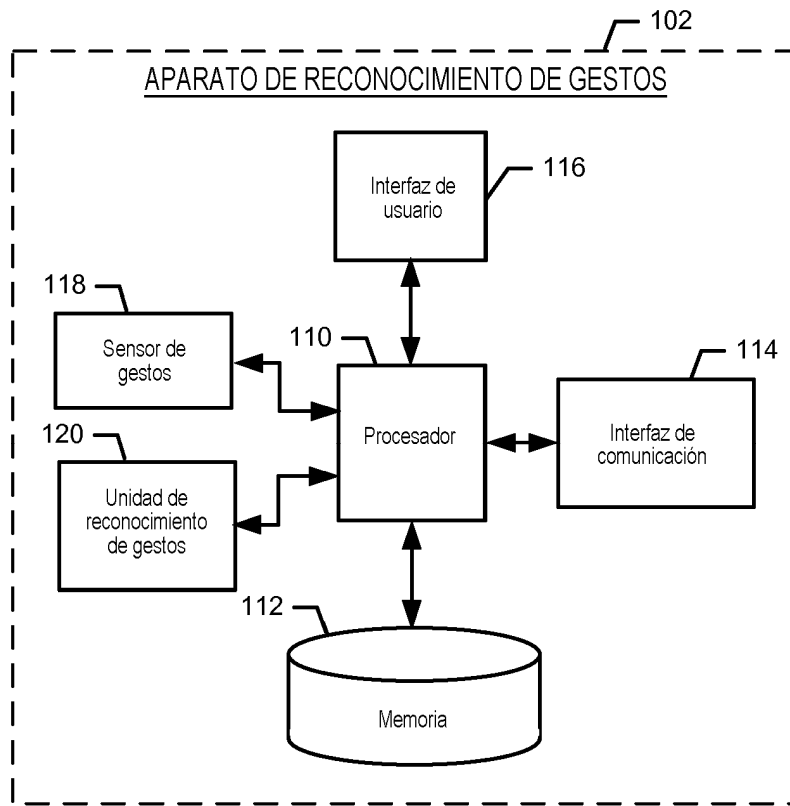 102
APARATO DE RECONOCIMIENTO DE GESTOS
Interfaz de
usuario
116
118
Sensor de
gestos
110
Procesador
114
Interfaz de
comunicación
120
Unidad de
reconocimiento
de gestos
112
Memoria